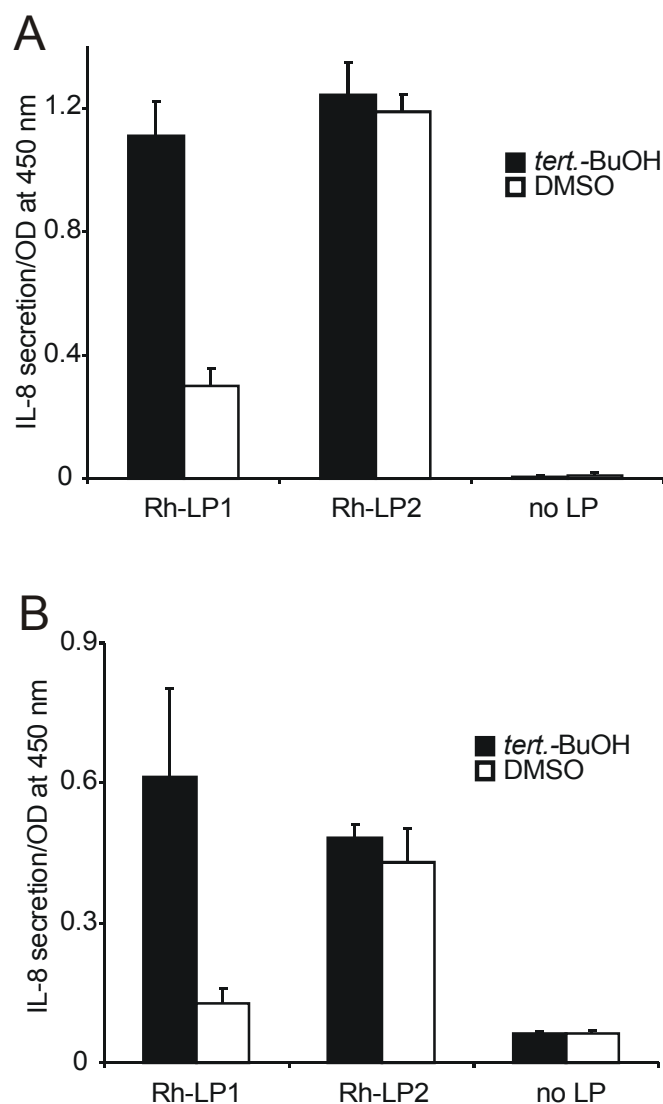 A
IL-8 secretion/OD at 450 nm
1.2
0.8
0.4
0
tert.-BuOH
DMSO
Rh-LP1
Rh-LP2
no LP
B
IL-8 secretion/OD at 450 nm
0.9
0.6
0.3
0
tert.-BuOH
DMSO
Rh-LP1
Rh-LP2
no LP